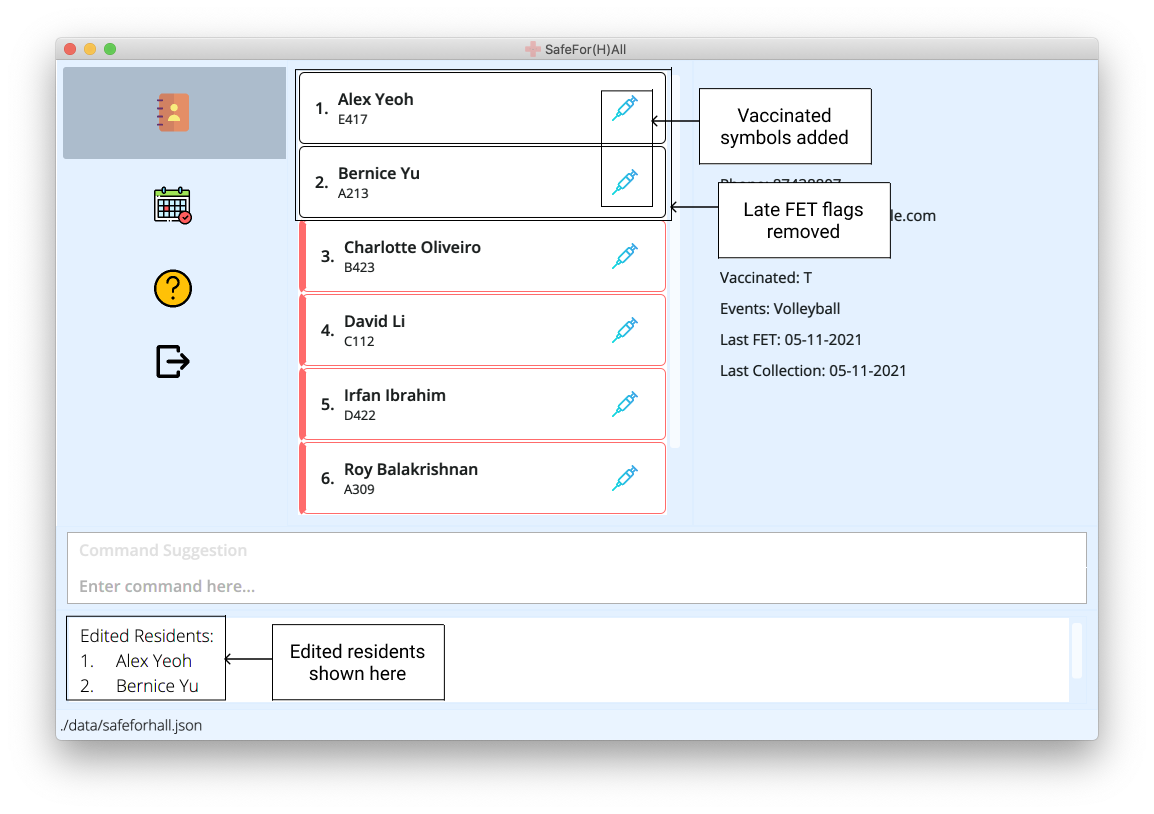 SafeFor(H)All
1. Alex Yeoh
E417
2. Bernice Yu
A213
3. Charlotte Oliveiro
B423
4. David Li
C112
5. Irfan Ibrahim
D422
6. Roy Balakrishnan
A309
Vaccinated
symbols added
Late FET flags
removed
le.com
Vaccinated: T
Events: Volleyball
Last FET: 05-11-2021
Last Collection: 05-11-2021
Command Suggestion
Enter command here...
Edited Residents:
1. Alex Yeoh
2. Bernice Yu
Edited residents
shown here
./data/safeforhall.json